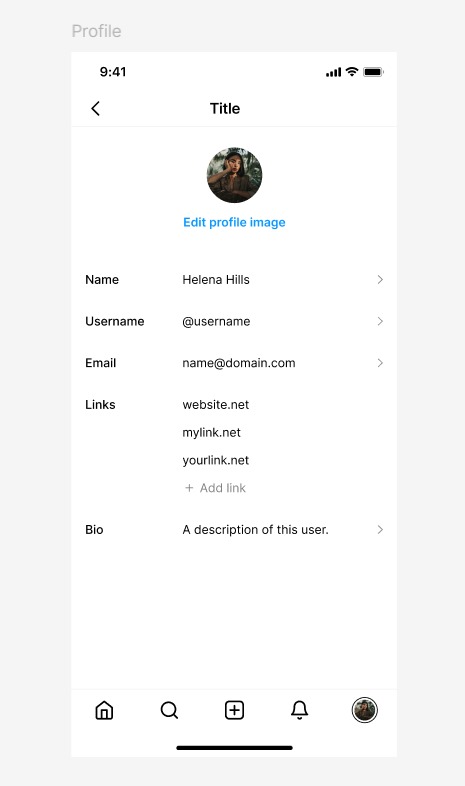 Profile
9:41
Title
Edit profile image
Name Helena Hills
Username @username
Email name@domain.com
Links website.net
mylink.net
yourlink.net
+ Add link
Bio A description of this user.